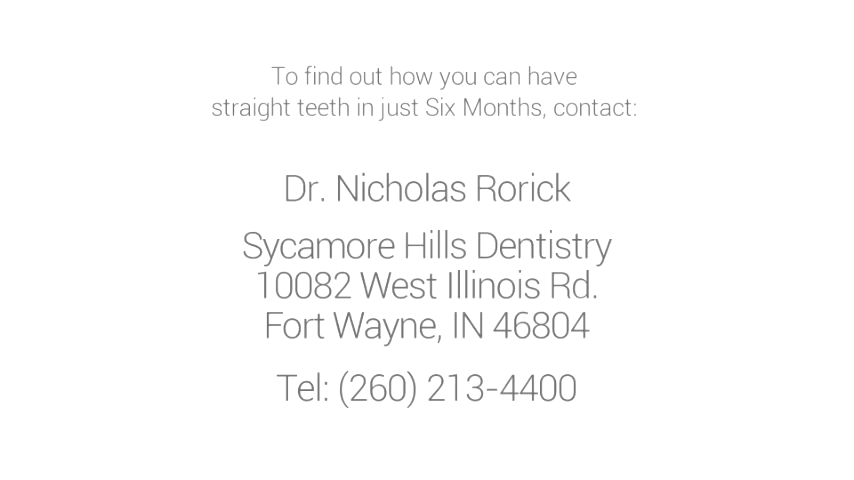 To find out how you can have
straight teeth in just Six Months, contact:
Dr. Nicholas Rorick
Sycamore Hills Dentistry
10082 West Illinois Rd.
Fort Wayne, IN 46804
Tel: (260) 213-4400